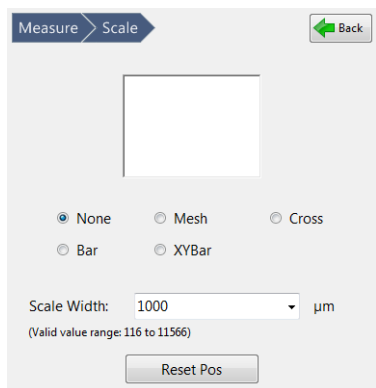 Measure Scale Back
None Mesh Cross
Bar XYBar
Scale Width: 1000 µm
(Valid value range: 116 to 11566)
Reset Pos